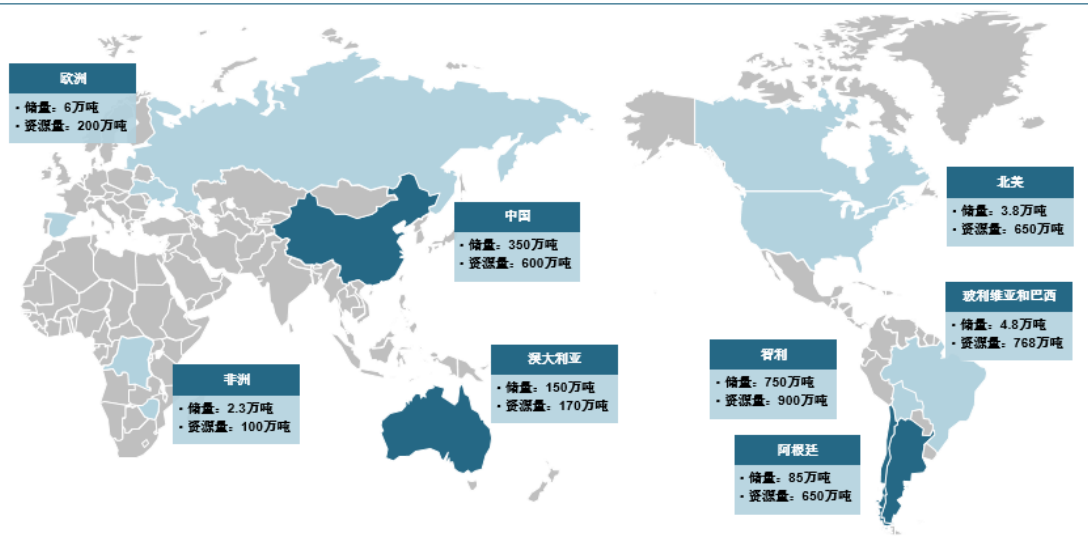 欧洲
· 储量：6万吨
· 资源量：200万吨
中国
· 储量：350万吨
· 资源量：600万吨
北美
· 储量：3.8万吨
· 资源量：650万吨
玻利维亚和巴西
· 储量：4.8万吨
· 资源量：768万吨
智利
· 储量：750万吨
· 资源量：900万吨
澳大利亚
· 储量：150万吨
· 资源量：170万吨
非洲
· 储量：2.3万吨
· 资源量：100万吨
阿根廷
· 储量：85万吨
· 资源量：650万吨